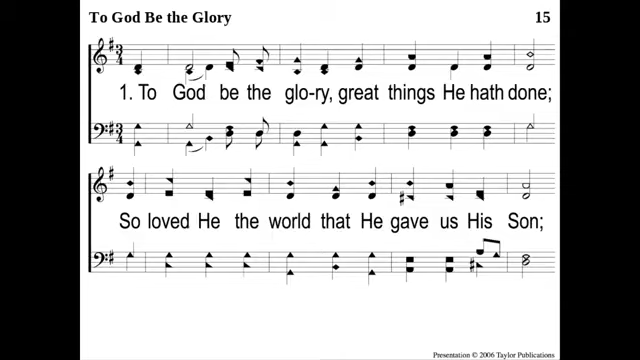 To God Be the Glory 15
1. To God be the glo-ry, great things He hath done;
So loved He the world that He gave us His Son;
Presentation © 2006 Taylor Publications